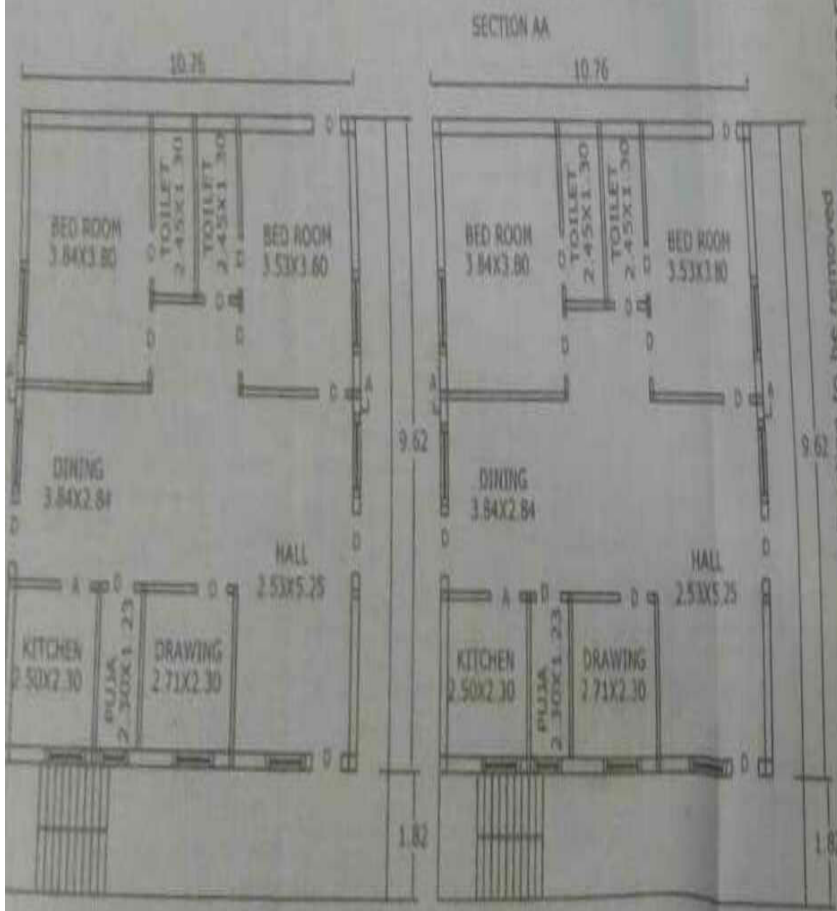 SECTION AA
10.76
10.76
D
D
TOILET
2.45X1.30
TOILET
2.45X1.30
TOILET
2.45X1.30
TOILET
2.45X1.30
BED ROOM
3.84X3.80
BED ROOM
3.53X3.80
BED ROOM
3.84X3.80
BED ROOM
3.53X3.80
D
D
D
D
D
D
D
D
D
D
A
D
A
A
D
A
9.62
9.62
DINING
3.84X2.84
DINING
3.84X2.84
D
D
D
D
HALL
2.53X5.25
HALL
2.53X5.25
A
D
D
A
D
D
KITCHEN
2.50X2.30
PUJA
2.30X1.23
DRAWING
2.71X2.30
KITCHEN
2.50X2.30
PUJA
2.30X1.23
DRAWING
2.71X2.30
D
D
1.82
1.82
be removed